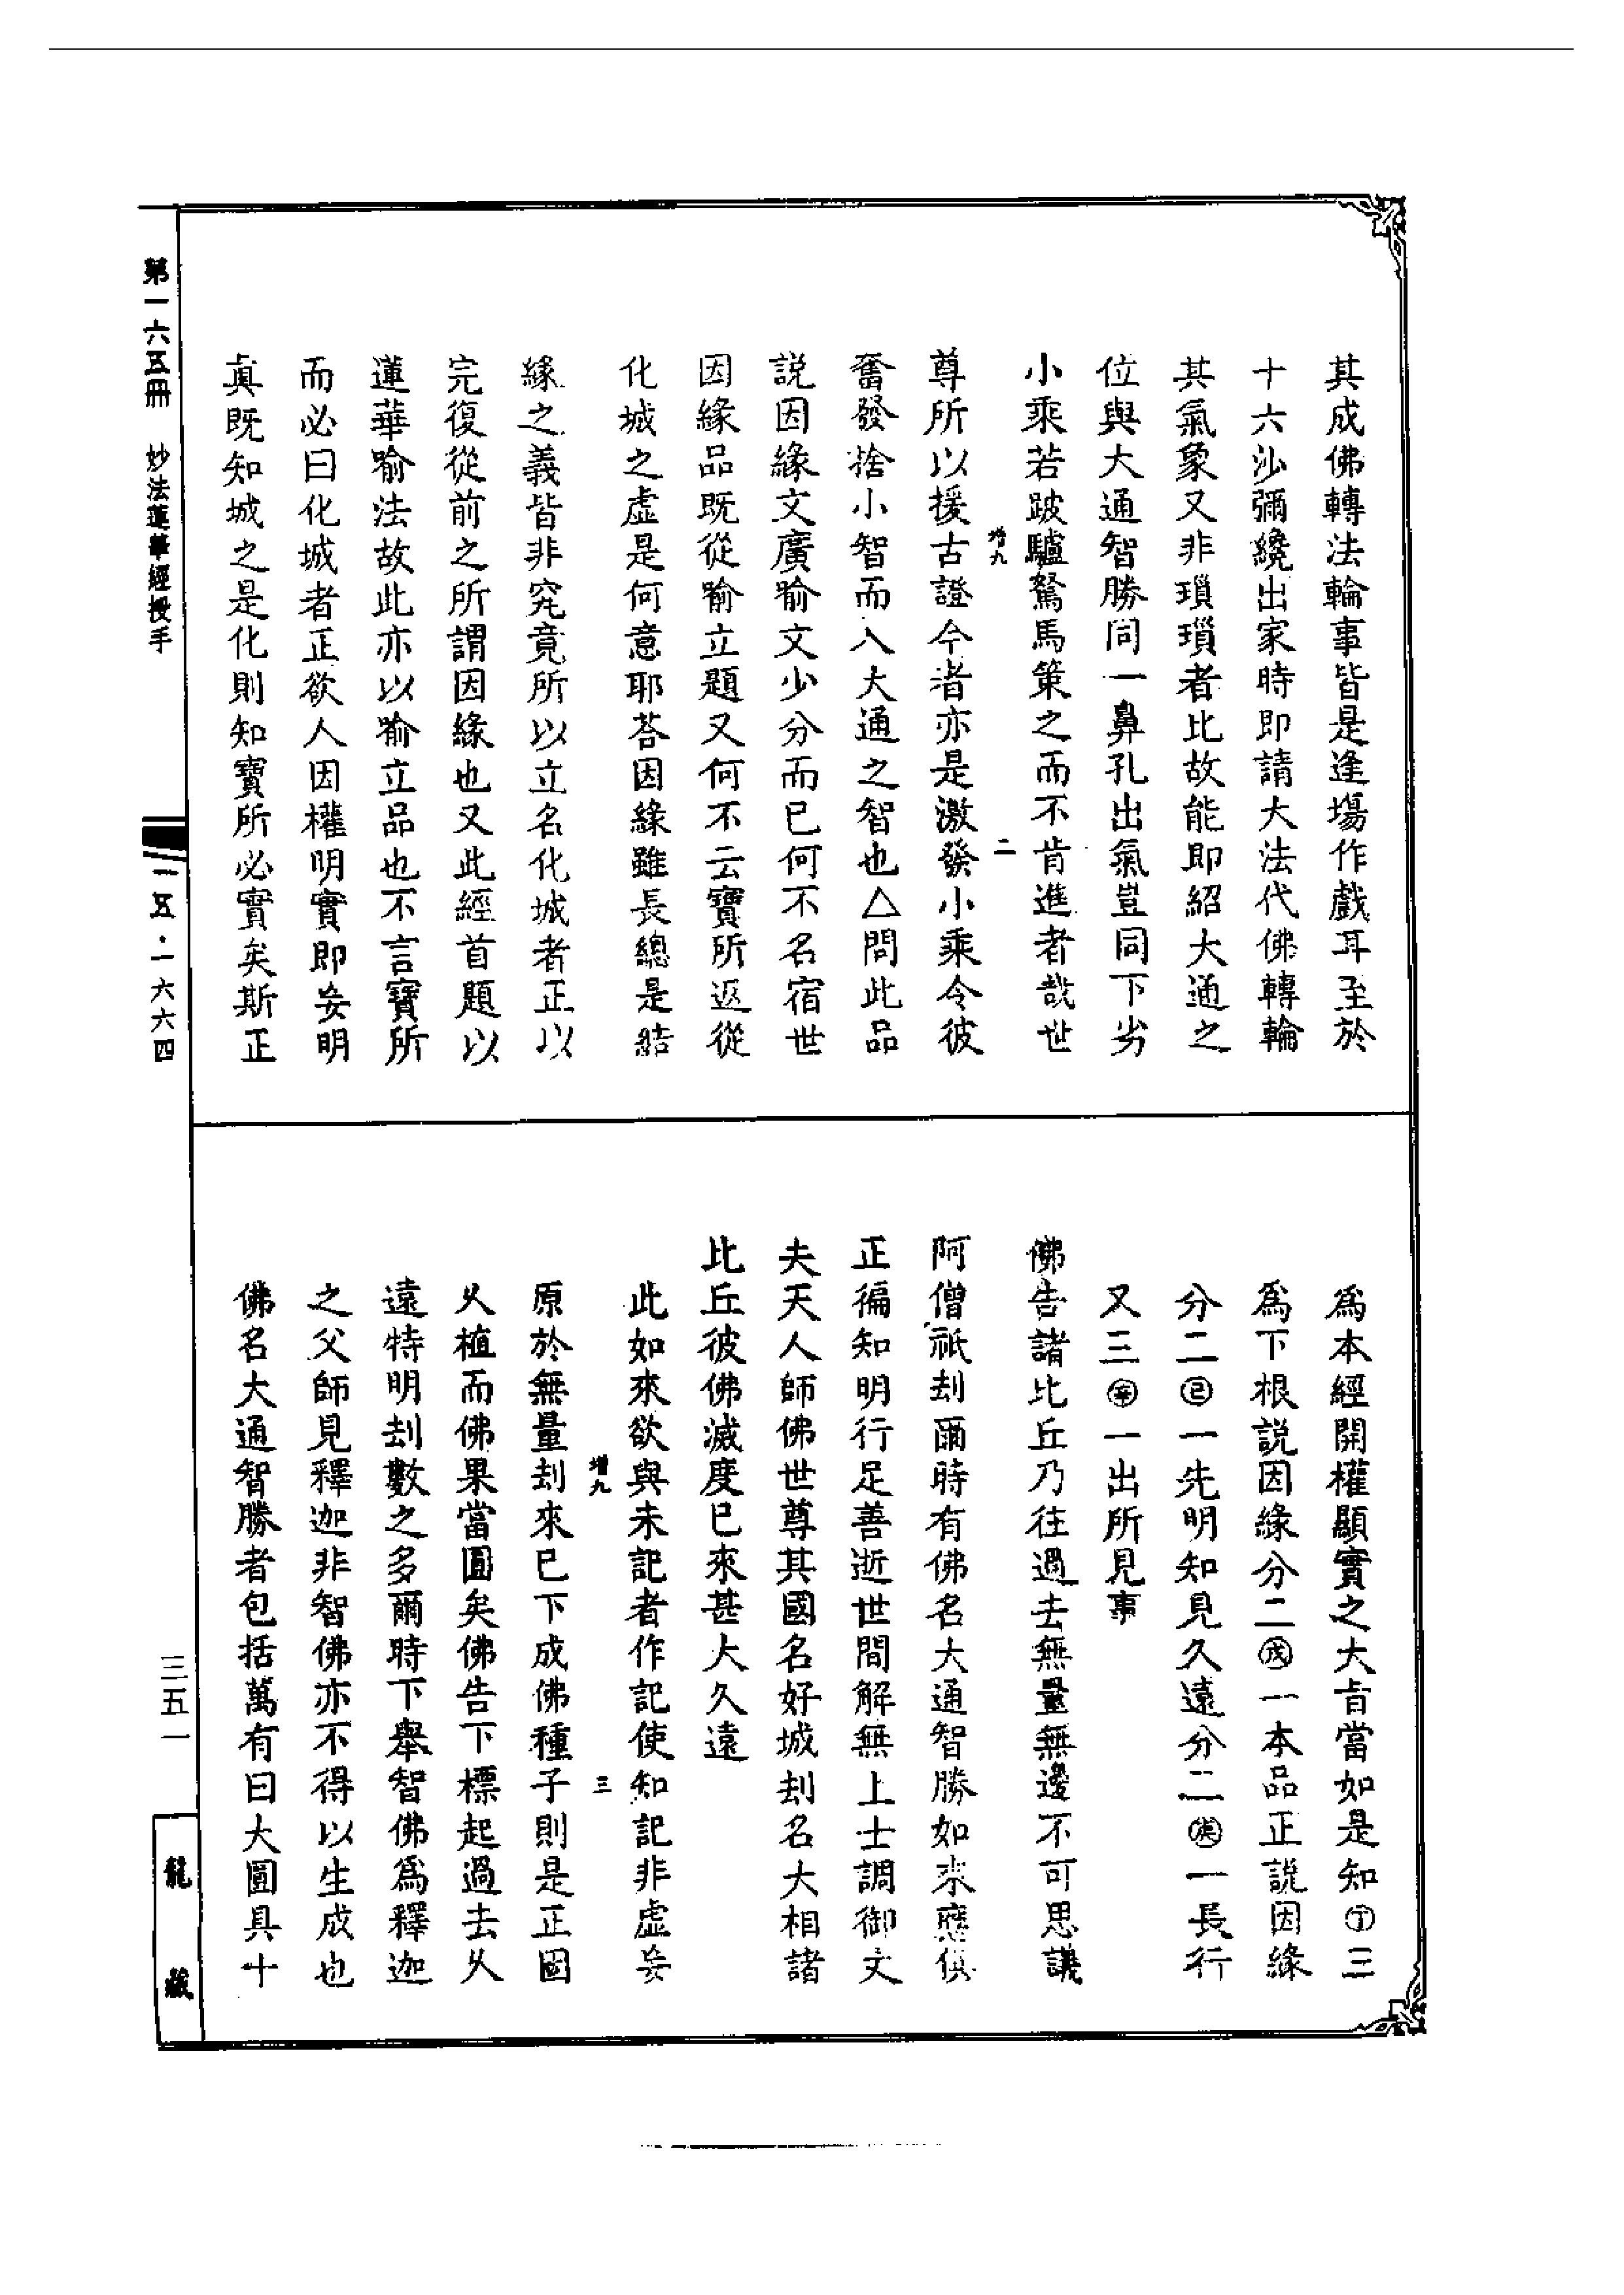 其成佛轉法輪事皆是逢塲作戲耳至於
十六沙彌纔出家時即請大法代佛轉輪
其氣象又非瑣瑣者比故能即紹大通之
位與大通智勝同一鼻孔出氣豈同下劣
小乘若跛驢駑馬策之而不肯進者哉世
增九
二
尊所以援古證今者亦是激發小乘令彼
奮發捨小智而入大通之智也△問此品
説因緣文廣喻文少分而已何不名宿世
因緣品既從喻立題又何不云寶所返從
化城之虛是何意耶荅因緣雖長總是結
緣之義皆非究竟所以立名化城者正以
完復從前之所謂因緣也又此經首題以
蓮華喻法故此亦以喻立品也不言寶所
而必曰化城者正欲人因權明實即妄明
真既知城之是化則知寶所必實矣斯正
爲本經開權顯實之大旨當如是知㊉三
爲下根説因緣分二㊉一本品正説因緣
分二㊂一先明知見久遠分二㊉一長行
又三㊉一出所見事
佛告諸比丘乃往過去無量無邊不可思議
阿僧祇刦爾時有佛名大通智勝如來應供
正徧知明行足善逝世間解無上士調御丈
夫天人師佛世尊其國名好城刦名大相諸
比丘彼佛滅度已來甚大久遠
此如來欲與未記者作記使知記非虛妄
增九
三
原於無量刦來已下成佛種子則是正因
久植而佛果當圓矣佛告下標起過去久
遠特明刦數之多爾時下舉智佛爲釋迦
之父師見釋迦非智佛亦不得以生成也
佛名大通智勝者包括萬有曰大圓具十
第一六五冊 妙法蓮華經授手
一五·一六六四
三五一
龍藏